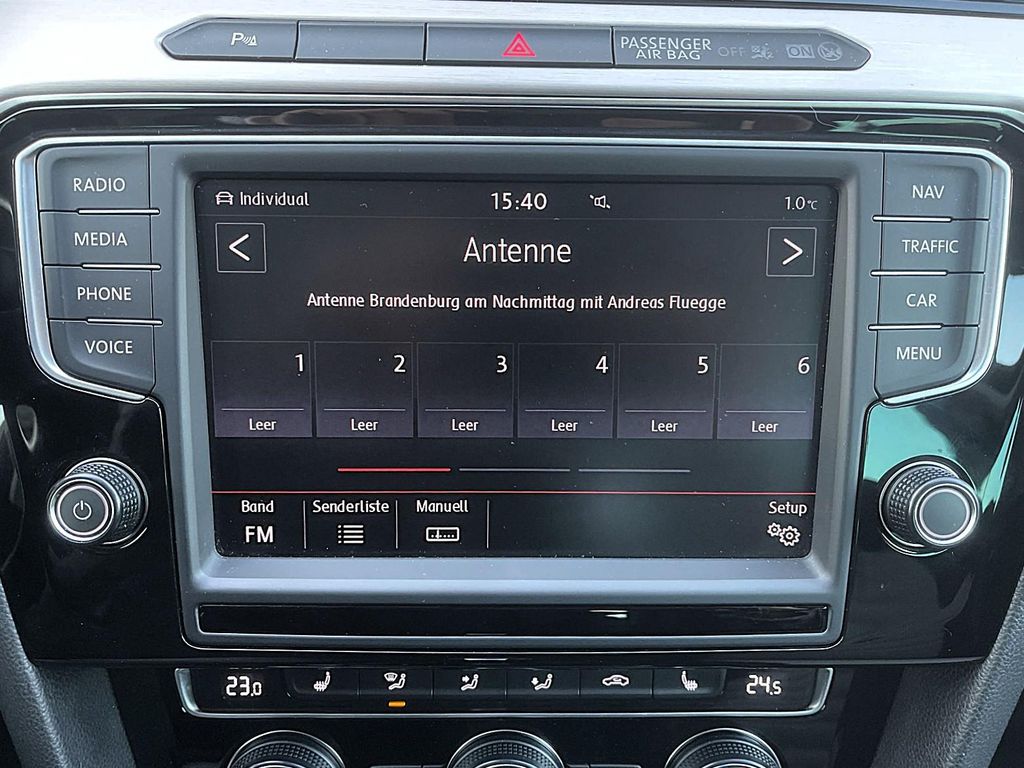 P
PASSENGER
AIR BAG OFF ON
RADIO
MEDIA
PHONE
VOICE
Individual 15:40 1.0°C
< Antenne >
Antenne Brandenburg am Nachmittag mit Andreas Fluegge
1 2 3 4 5 6
Leer Leer Leer Leer Leer Leer
Band Senderliste Manuell Setup
FM
NAV
TRAFFIC
CAR
MENU
23.0 24.5